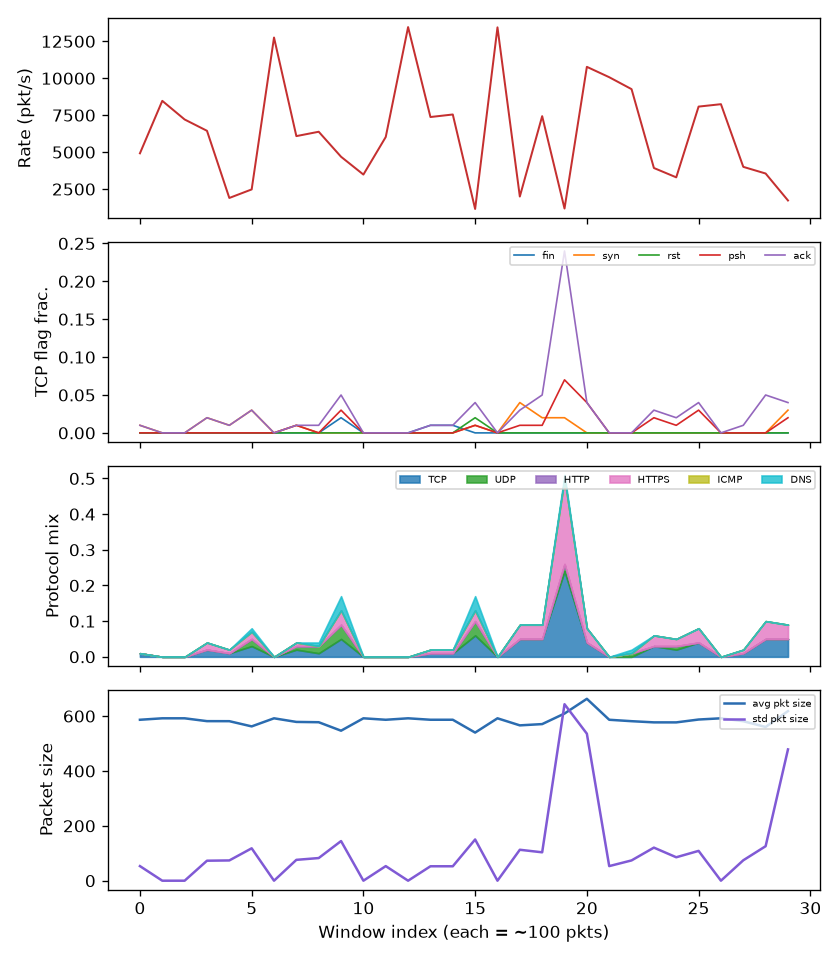 12500
10000
7500
5000
2500
Rate (pkt/s)
0.25
0.20
0.15
0.10
0.05
0.00
TCP flag frac.
fin syn rst psh ack
0.5
0.4
0.3
0.2
0.1
0.0
Protocol mix
TCP UDP HTTP HTTPS ICMP DNS
600
400
200
0
Packet size
avg pkt size
std pkt size
0 5 10 15 20 25 30
Window index (each = ~100 pkts)